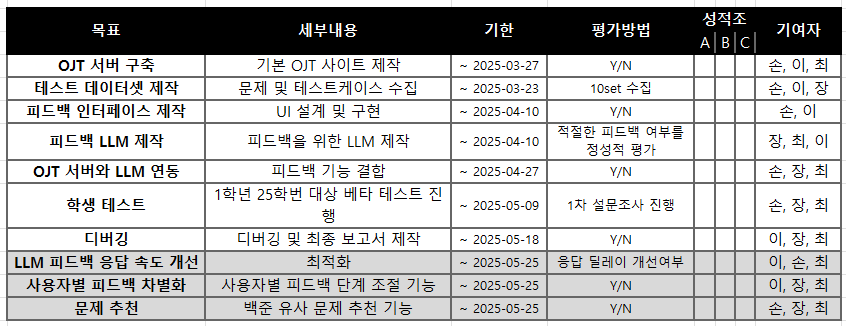 목표 세부내용 기한 평가방법 성적조 기여자
A B C
OJT 서버 구축 기본 OJT 사이트 제작 ~ 2025-03-27 Y/N 손, 이, 최
테스트 데이터셋 제작 문제 및 테스트케이스 수집 ~ 2025-03-23 10set 수집 손, 이, 장
피드백 인터페이스 제작 UI 설계 및 구현 ~ 2025-04-10 Y/N 손, 이
피드백 LLM 제작 피드백을 위한 LLM 제작 ~ 2025-04-10 적절한 피드백 여부를
정성적 평가 장, 최, 이
OJT 서버와 LLM 연동 피드백 기능 결합 ~ 2025-04-27 Y/N 손, 장, 최
학생 테스트 1학년 25학번 대상 베타 테스트 진
행 ~ 2025-05-09 1차 설문조사 진행 손, 장, 최
디버깅 디버깅 및 최종 보고서 제작 ~ 2025-05-18 Y/N 이, 장, 최
LLM 피드백 응답 속도 개선 최적화 ~ 2025-05-25 응답 딜레이 개선여부 이, 손, 최
사용자별 피드백 차별화 사용자별 피드백 단계 조절 기능 ~ 2025-05-25 Y/N 이, 장, 최
문제 추천 백준 유사 문제 추천 기능 ~ 2025-05-25 Y/N 손, 장, 최